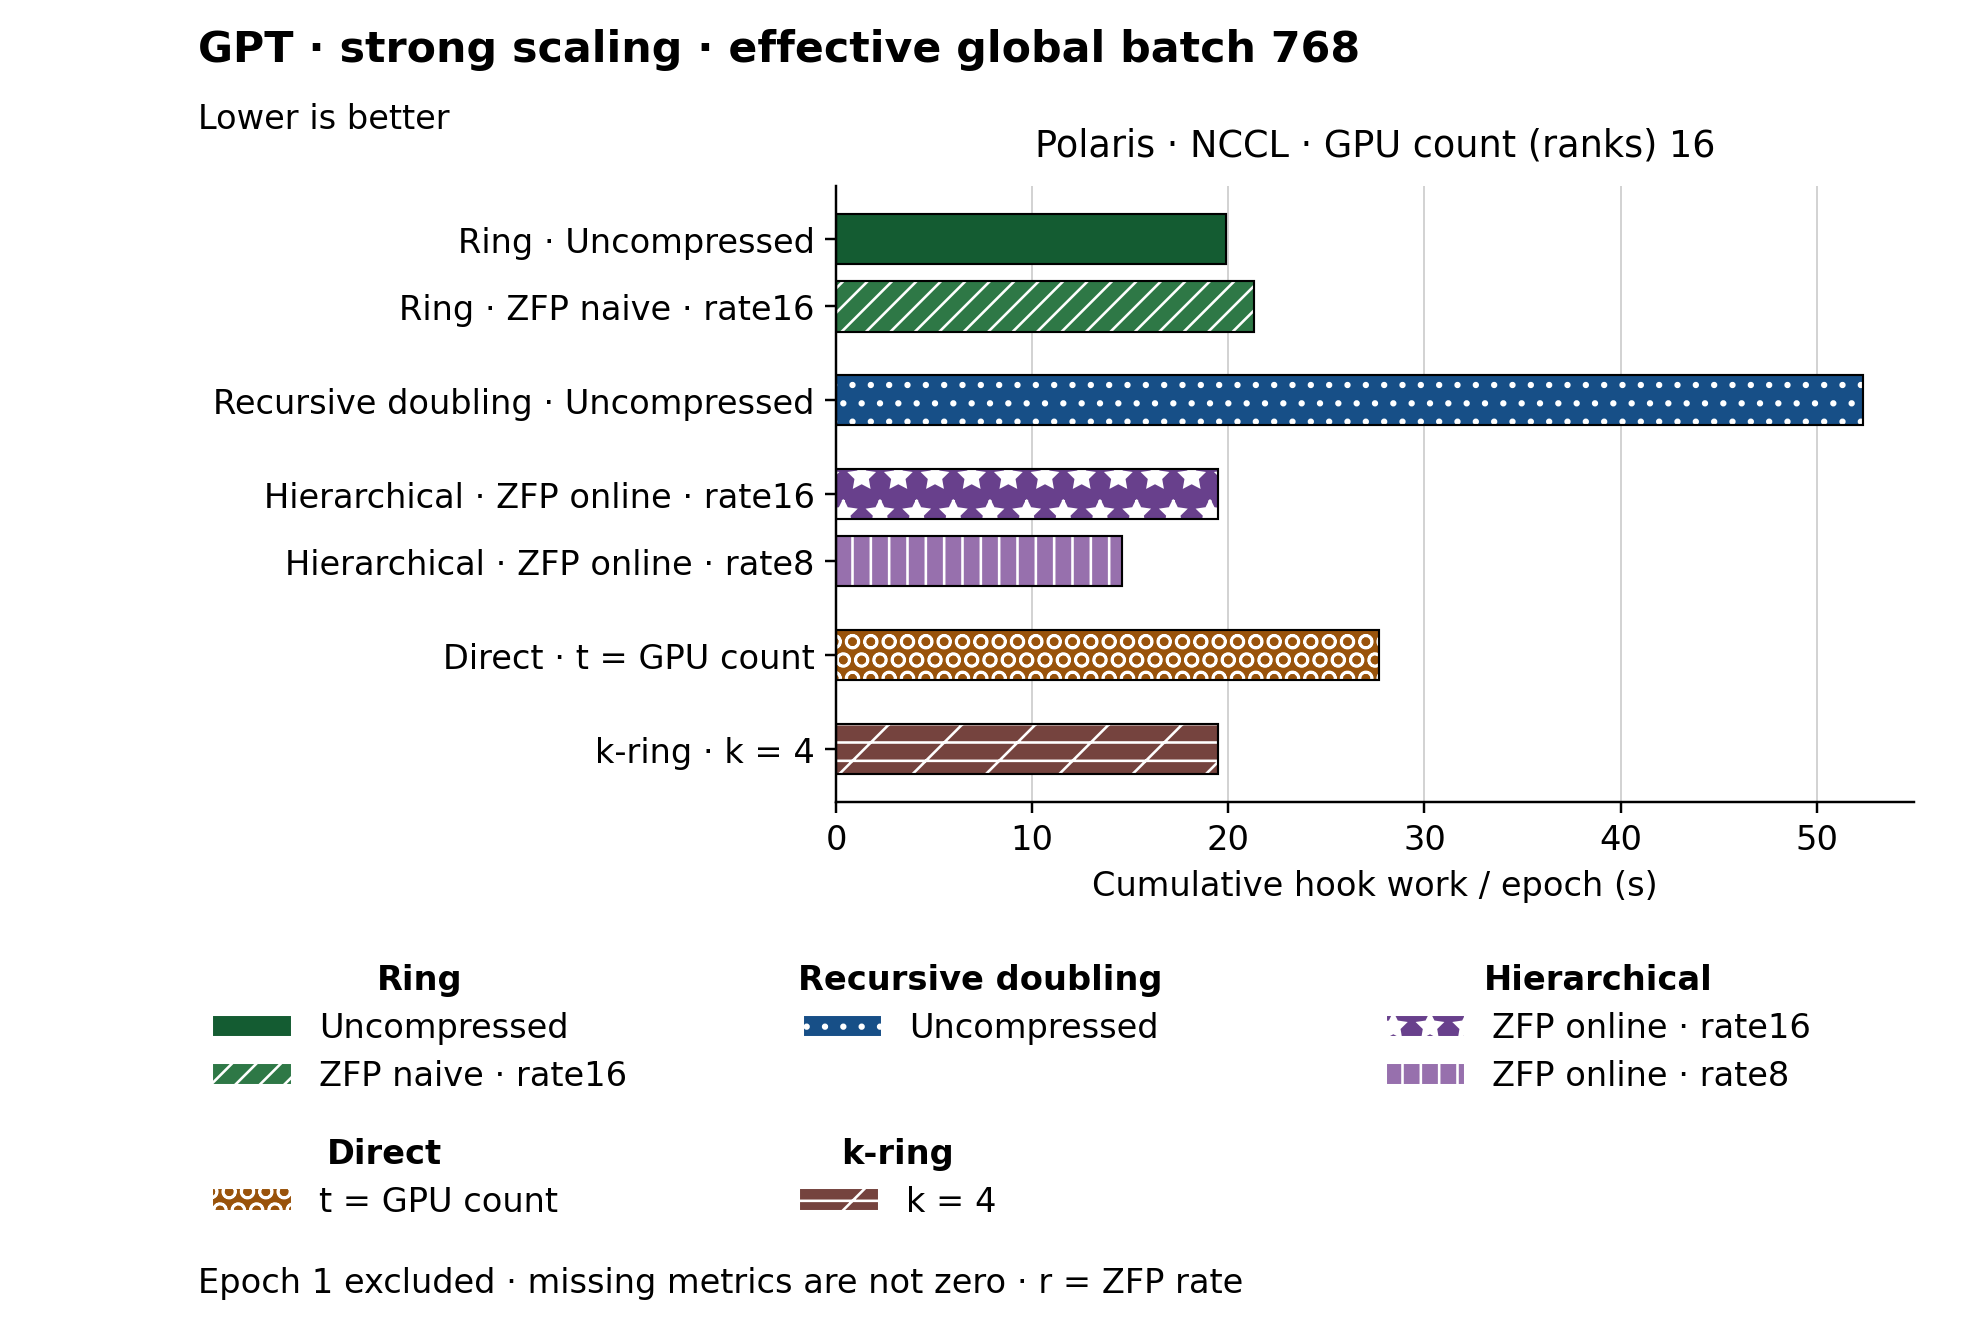 GPT · strong scaling · effective global batch 768
Lower is better
Polaris · NCCL · GPU count (ranks) 16
Ring · Uncompressed
Ring · ZFP naive · rate16
Recursive doubling · Uncompressed
Hierarchical · ZFP online · rate16
Hierarchical · ZFP online · rate8
Direct · t = GPU count
k-ring · k = 4
0 10 20 30 40 50
Cumulative hook work / epoch (s)
Ring
Uncompressed
ZFP naive · rate16
Recursive doubling
Uncompressed
Hierarchical
ZFP online · rate16
ZFP online · rate8
Direct
t = GPU count
k-ring
k = 4
Epoch 1 excluded · missing metrics are not zero · r = ZFP rate